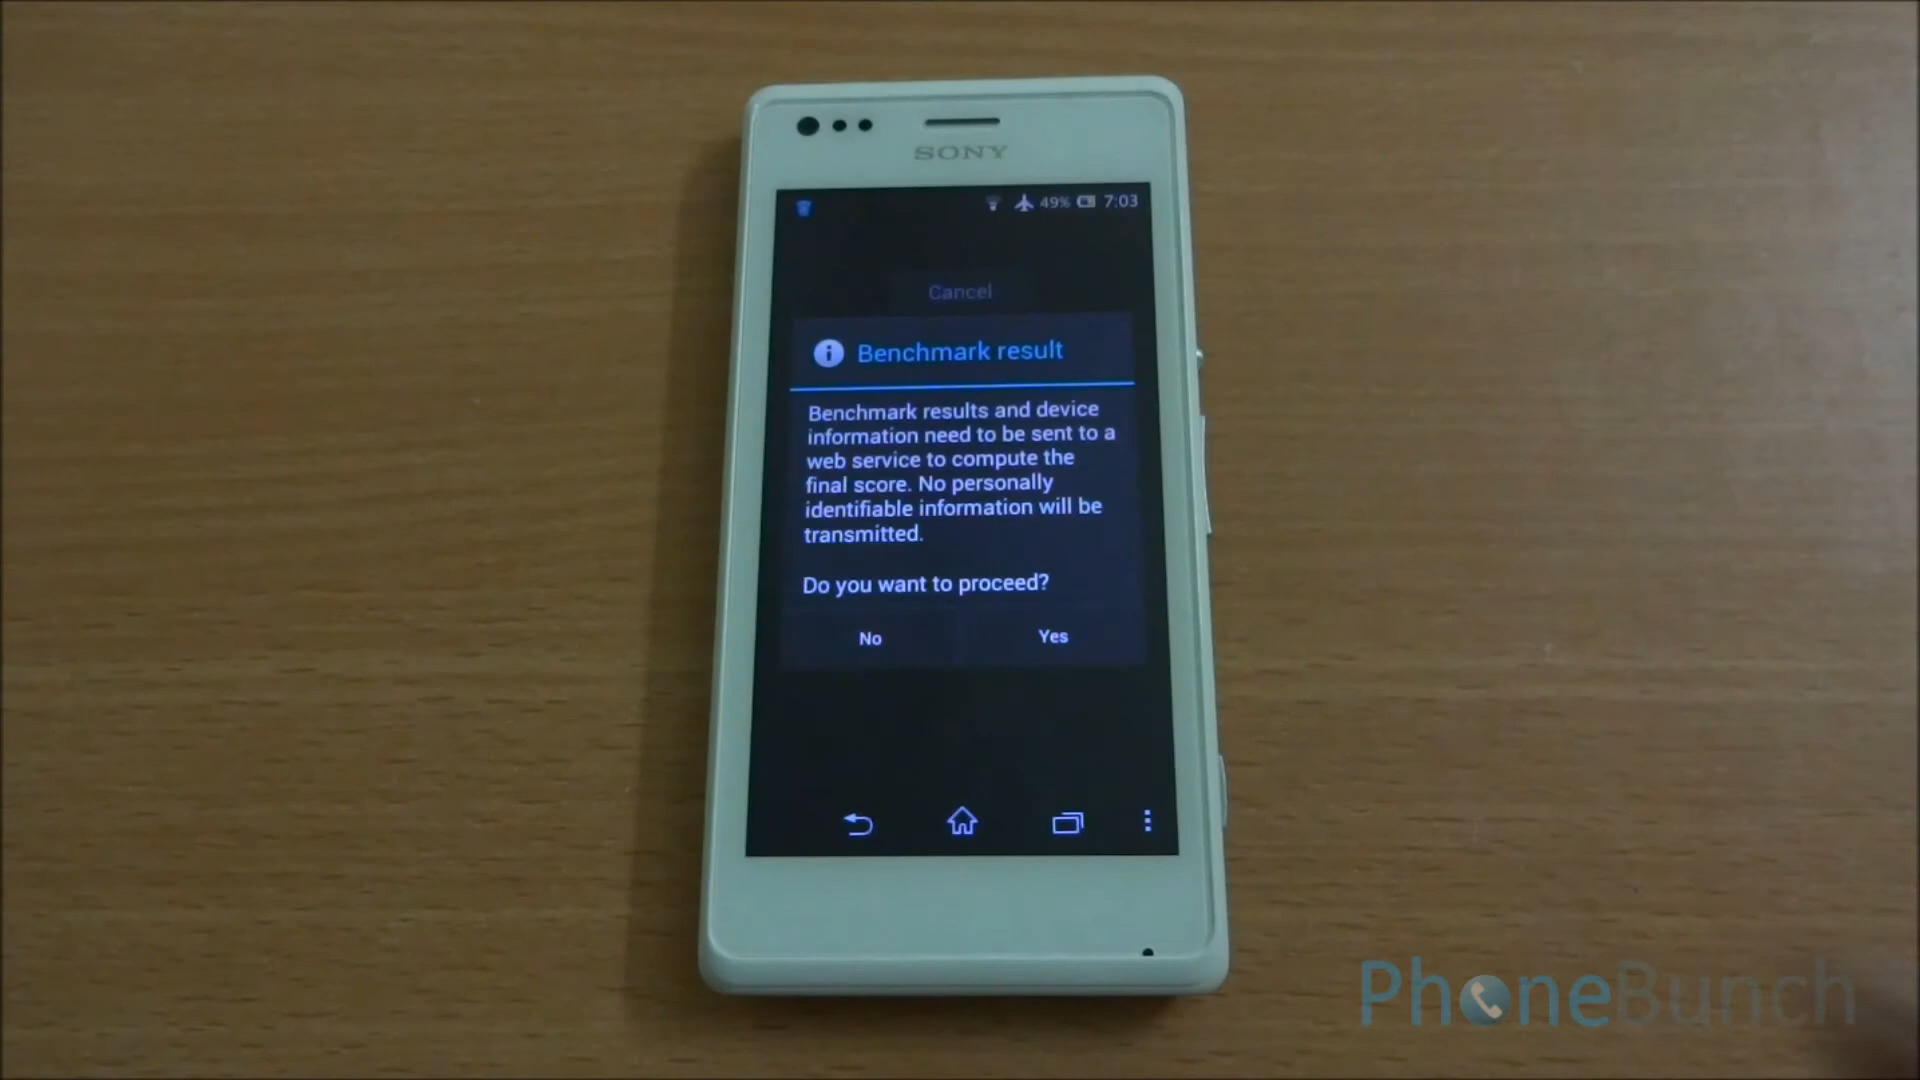 SONY
49% 7:03
Cancel
Benchmark result
Benchmark results and device
information need to be sent to a
web service to compute the
final score. No personally
identifiable information will be
transmitted.
Do you want to proceed?
No Yes
PhoneBunch